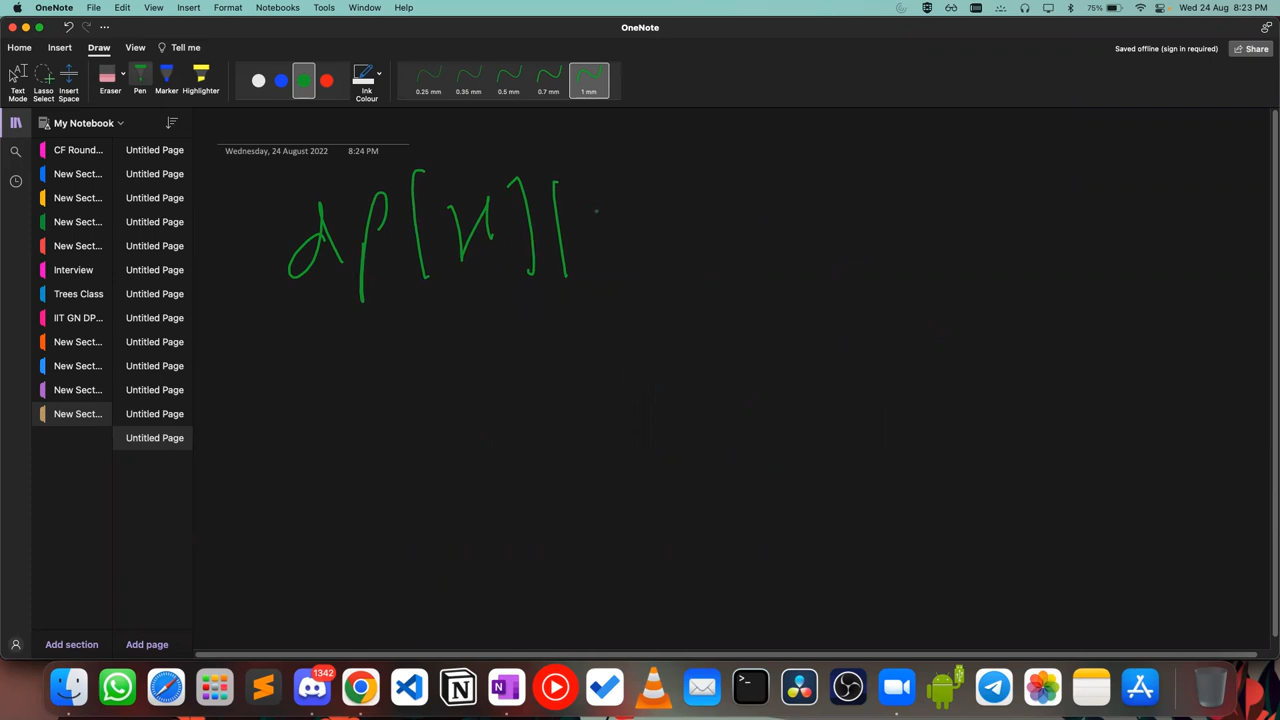 OneNote File Edit View Insert Format Notebooks Tools Window Help 75% Wed 24 Aug 8:23 PM
OneNote
Home Insert Draw View Tell me Saved offline (sign in required) Share
Text Mode Lasso Select Insert Space Eraser Pen Marker Highlighter Ink Colour 0.25 mm 0.35 mm 0.5 mm 0.7 mm 1 mm
My Notebook
Wednesday, 24 August 2022 8:24 PM
CF Round... Untitled Page
New Sect... Untitled Page
New Sect... Untitled Page
New Sect... Untitled Page
New Sect... Untitled Page
Interview Untitled Page
Trees Class Untitled Page
IIT GN DP... Untitled Page
New Sect... Untitled Page
New Sect... Untitled Page
New Sect... Untitled Page
New Sect... Untitled Page
Untitled Page
dp[
]
Add section Add page
1342